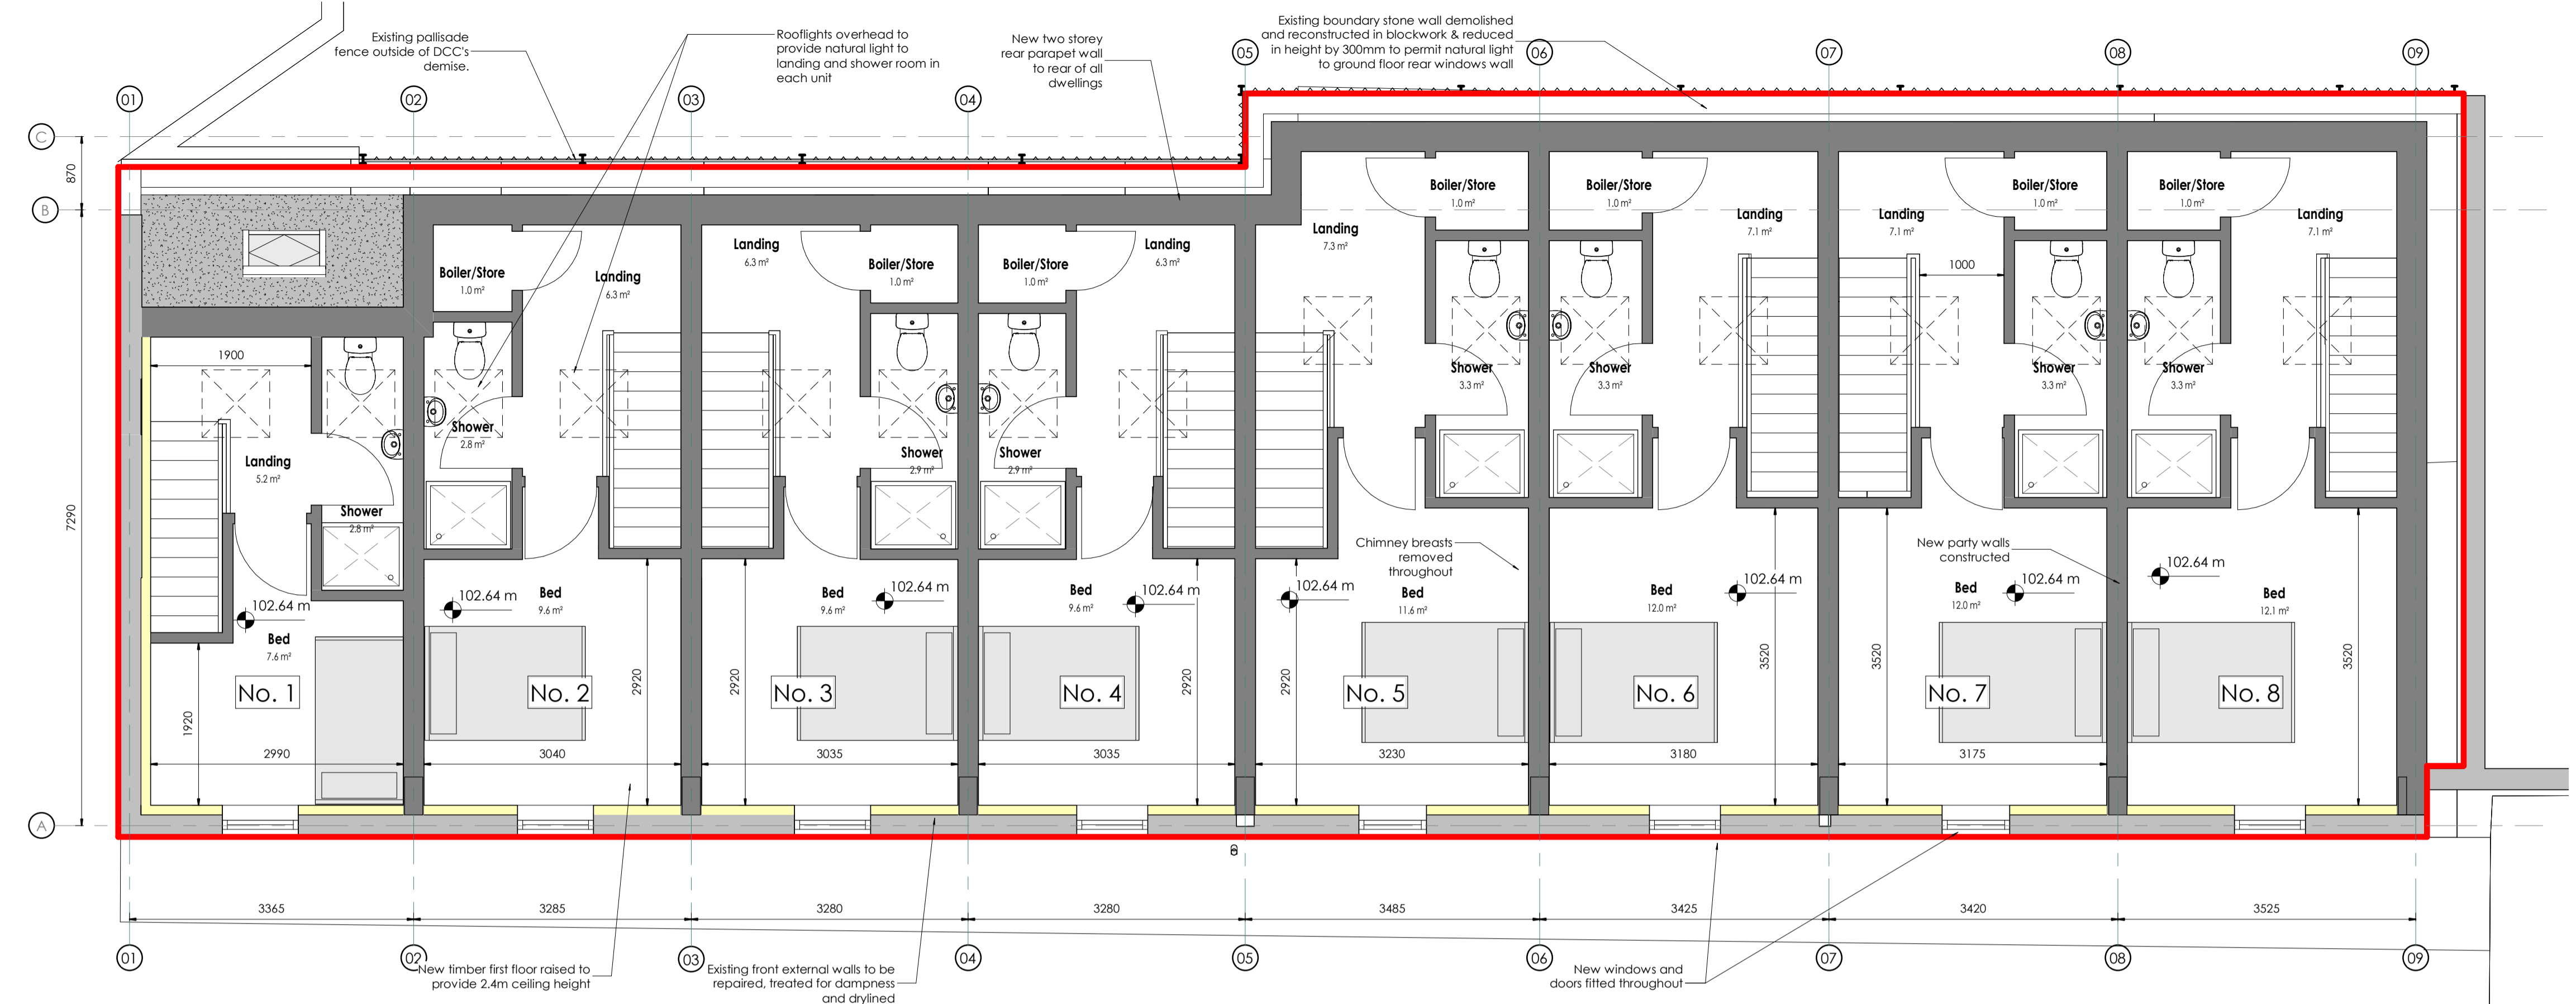 Existing pallisade
fence outside of DCC's
demise.
Rooflights overhead to
provide natural light to
landing and shower room in
each unit
New two storey
rear parapet wall
to rear of all
dwellings
Existing boundary stone wall demolished
and reconstructed in blockwork & reduced
in height by 300mm to permit natural light
to ground floor rear windows wall
01
02
03
04
05
06
07
08
09
C
B
A
870
7290
Boiler/Store
1.0 m²
Landing
6.3 m²
Landing
6.3 m²
Boiler/Store
1.0 m²
Boiler/Store
1.0 m²
Landing
6.3 m²
Landing
7.3 m²
Boiler/Store
1.0 m²
Boiler/Store
1.0 m²
Landing
7.1 m²
Landing
7.1 m²
Boiler/Store
1.0 m²
Boiler/Store
1.0 m²
Landing
7.1 m²
1000
1900
Landing
5.2 m²
Shower
2.8 m²
Shower
2.8 m²
Shower
2.9 m²
Shower
2.9 m²
Shower
3.3 m²
Shower
3.3 m²
Shower
3.3 m²
Shower
3.3 m²
Chimney breasts
removed
throughout
New party walls
constructed
102.64 m
Bed
7.6 m²
102.64 m
Bed
9.6 m²
Bed
9.6 m²
102.64 m
Bed
9.6 m²
102.64 m
102.64 m
Bed
11.6 m²
Bed
12.0 m²
102.64 m
Bed
12.0 m²
102.64 m
102.64 m
Bed
12.1 m²
No. 1
No. 2
No. 3
No. 4
No. 5
No. 6
No. 7
No. 8
1920
2920
2920
2920
2920
3520
3520
3520
2990
3040
3035
3035
3230
3180
3175
3365
3285
3280
3280
3485
3425
3420
3525
01
02
03
04
05
06
07
08
09
New timber first floor raised to
provide 2.4m ceiling height
Existing front external walls to be
repaired, treated for dampness
and drylined
New windows and
doors fitted throughout